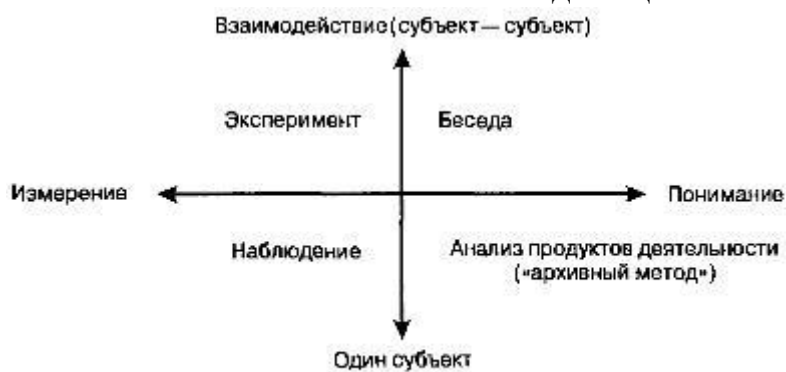 Взаимодействие(субъект — субъект)
Эксперимент
Беседа
Измерение
Понимание
Наблюдение
Анализ продуктов деятельности
(«архивный метод»)
Один субъект